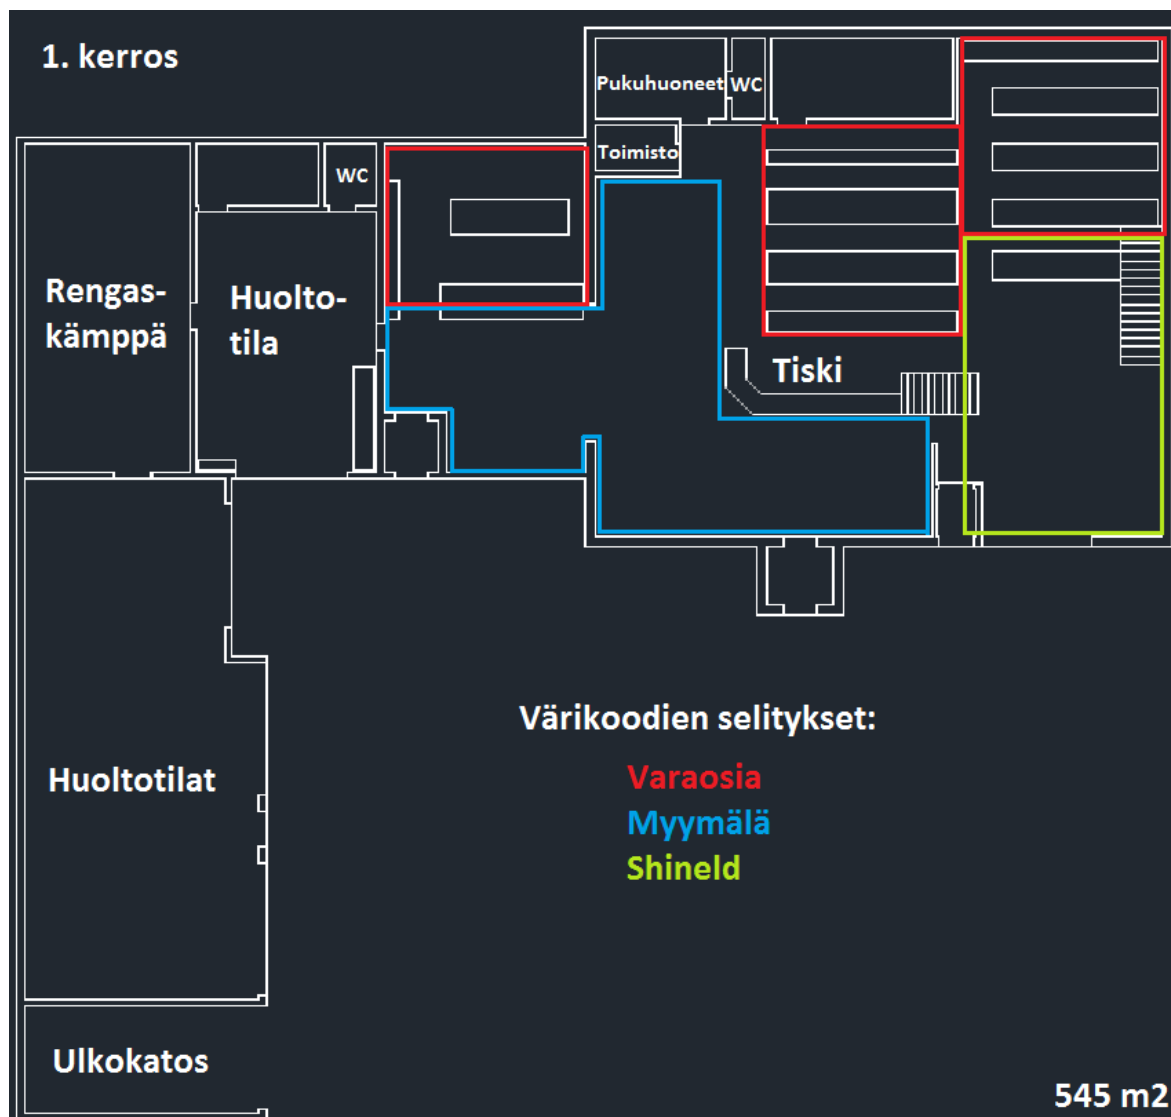 1. kerros
Pukuhuoneet
WC
Toimisto
WC
Rengas-
kämppä
Huolto-
tila
Tiski
Värikoodien selitykset:
Varaosia
Myymälä
Shineld
Huoltotilat
Ulkokatos
545 m2